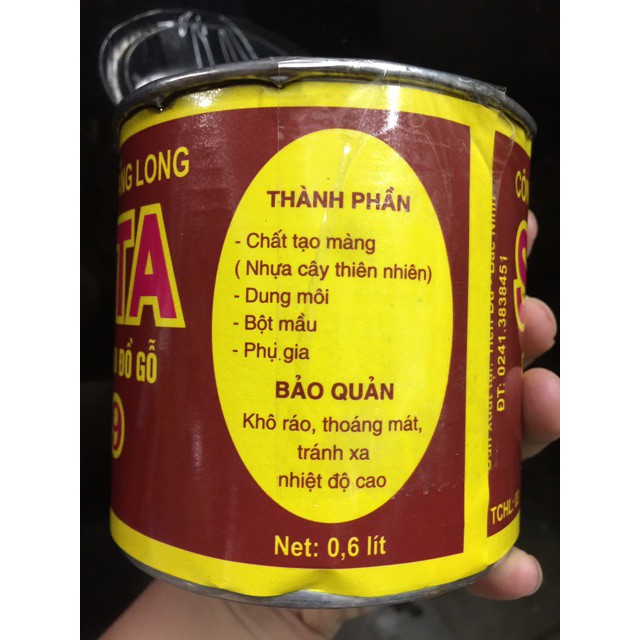 LONG
TA
ĐỒ GỖ
9
THÀNH PHẦN
- Chất tạo màng
( Nhựa cây thiên nhiên)
- Dung môi
- Bột mầu
- Phụ gia
BẢO QUẢN
Khô ráo, thoáng mát,
tránh xa
nhiệt độ cao
Net: 0,6 lít
CÔN
S
ĐT: 0241.3838451
TCHL: